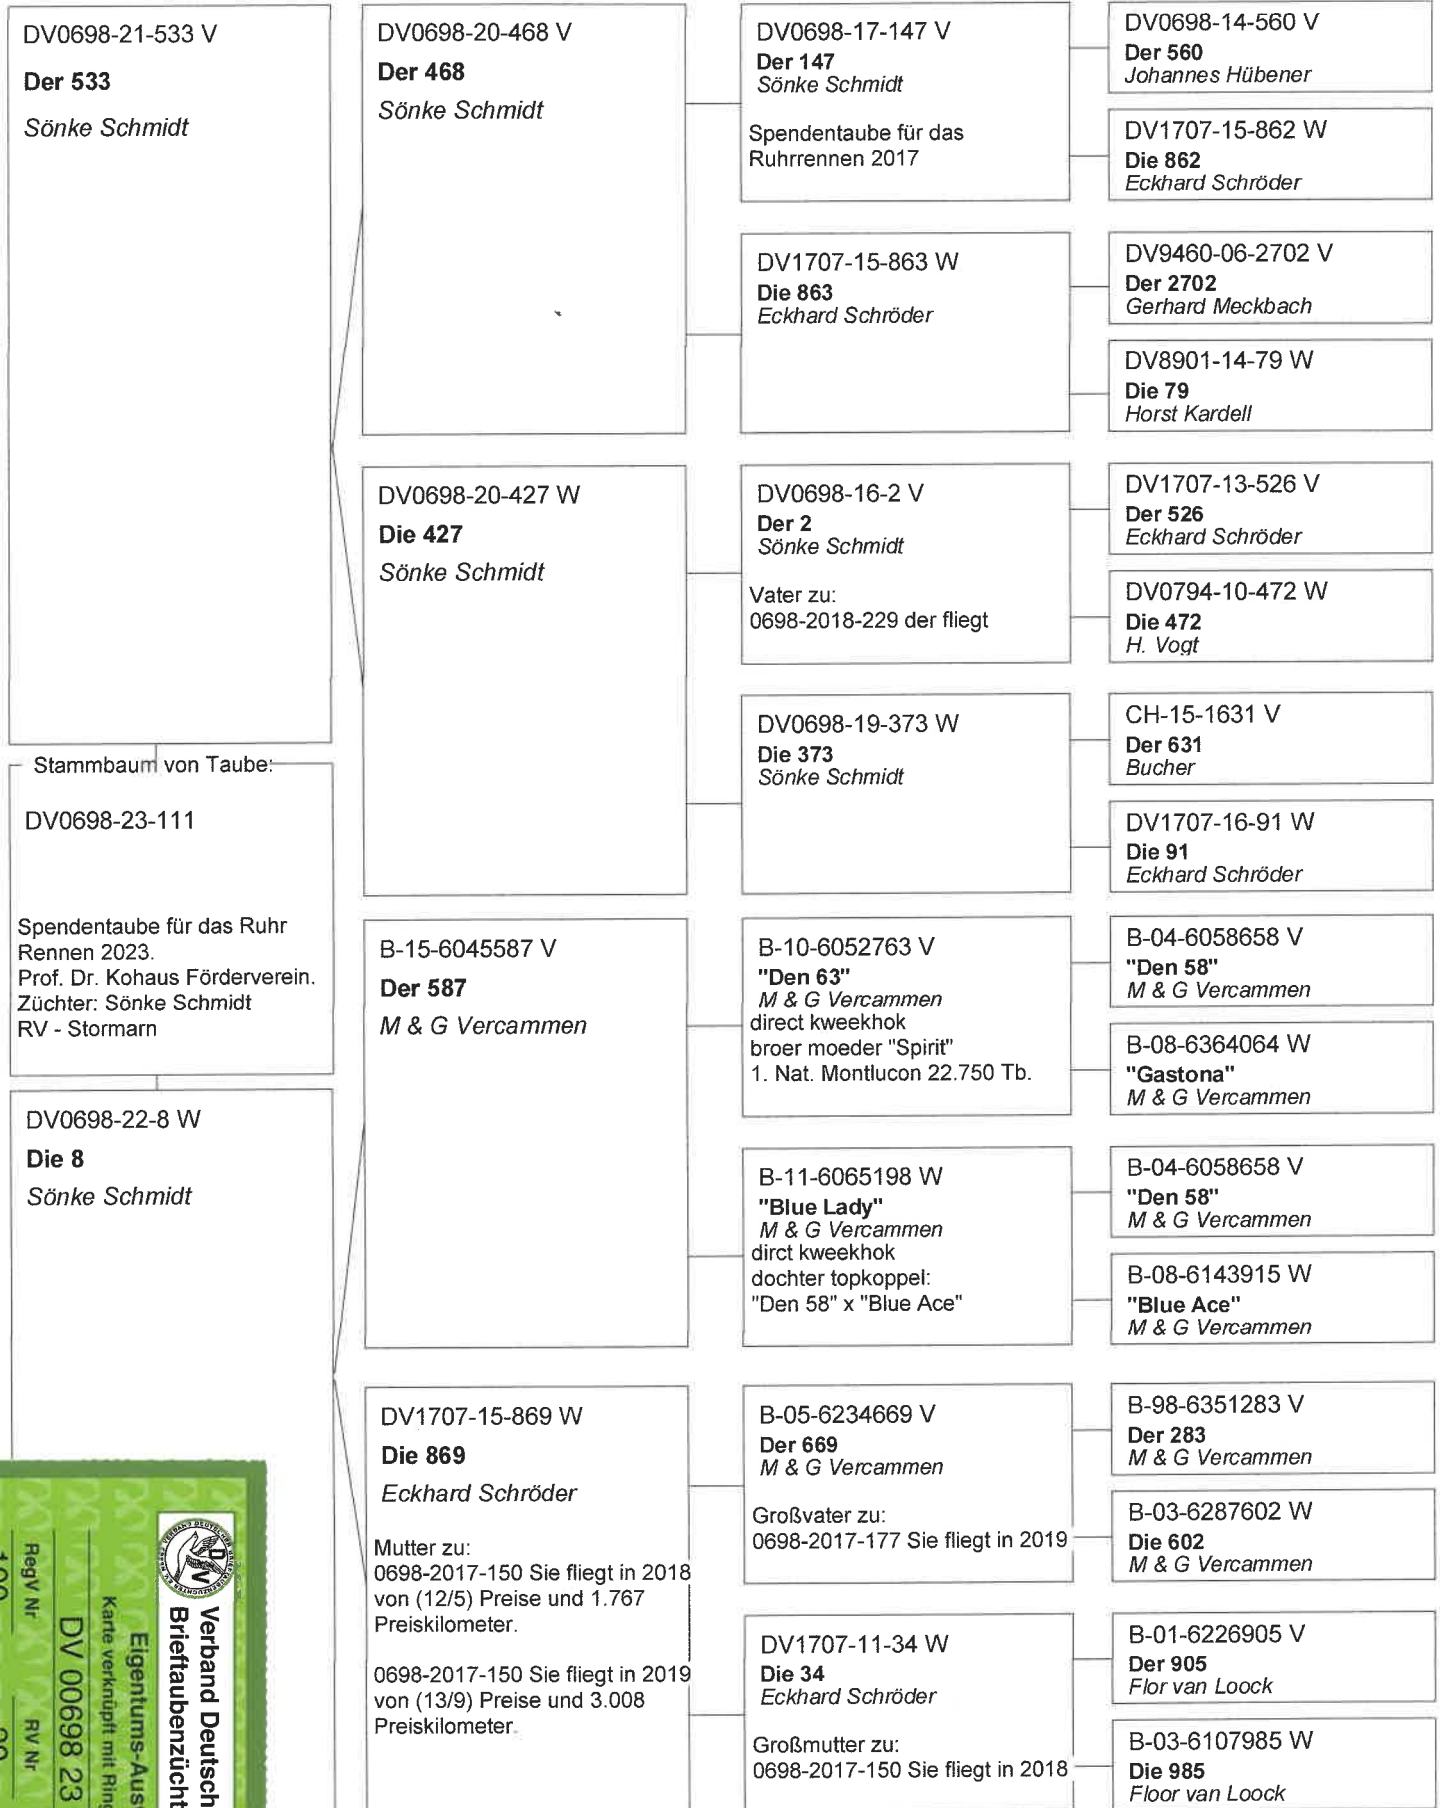 DV0698-21-533 V
Der 533
Sönke Schmidt
Stammbaum von Taube:
DV0698-23-111
Spendentaube für das Ruhr
Rennen 2023.
Prof. Dr. Kohaus Förderverein.
Züchter: Sönke Schmidt
RV - Stormarn
DV0698-22-8 W
Die 8
Sönke Schmidt
DV0698-20-468 V
Der 468
Sönke Schmidt
DV0698-20-427 W
Die 427
Sönke Schmidt
B-15-6045587 V
Der 587
M & G Vercammen
DV1707-15-869 W
Die 869
Eckhard Schröder
Mutter zu:
0698-2017-150 Sie fliegt in 2018
von (12/5) Preise und 1.767
Preiskilometer.
0698-2017-150 Sie fliegt in 2019
von (13/9) Preise und 3.008
Preiskilometer.
DV0698-17-147 V
Der 147
Sönke Schmidt
Spendentaube für das
Ruhrrennen 2017
DV1707-15-863 W
Die 863
Eckhard Schröder
DV0698-16-2 V
Der 2
Sönke Schmidt
Vater zu:
0698-2018-229 der fliegt
DV0698-19-373 W
Die 373
Sönke Schmidt
B-10-6052763 V
"Den 63"
M & G Vercammen
direct kweekhok
broer moeder "Spirit"
1. Nat. Montlucon 22.750 Tb.
B-11-6065198 W
"Blue Lady"
M & G Vercammen
dirct kweekhok
dochter topkoppel:
"Den 58" x "Blue Ace"
B-05-6234669 V
Der 669
M & G Vercammen
Großvater zu:
0698-2017-177 Sie fliegt in 2019
DV1707-11-34 W
Die 34
Eckhard Schröder
Großmutter zu:
0698-2017-150 Sie fliegt in 2018
DV0698-14-560 V
Der 560
Johannes Hübener
DV1707-15-862 W
Die 862
Eckhard Schröder
DV9460-06-2702 V
Der 2702
Gerhard Meckbach
DV8901-14-79 W
Die 79
Horst Kardell
DV1707-13-526 V
Der 526
Eckhard Schröder
DV0794-10-472 W
Die 472
H. Vogt
CH-15-1631 V
Der 631
Bucher
DV1707-16-91 W
Die 91
Eckhard Schröder
B-04-6058658 V
"Den 58"
M & G Vercammen
B-08-6364064 W
"Gastona"
M & G Vercammen
B-04-6058658 V
"Den 58"
M & G Vercammen
B-08-6143915 W
"Blue Ace"
M & G Vercammen
B-98-6351283 V
Der 283
M & G Vercammen
B-03-6287602 W
Die 602
M & G Vercammen
B-01-6226905 V
Der 905
Flor van Loock
B-03-6107985 W
Die 985
Floor van Loock
Verband Deutsch
Brieftaubenzücht
Eigentums-Aus
Karte verknüpft mit Ring
DV 00698 23
RegV Nr RV Nr